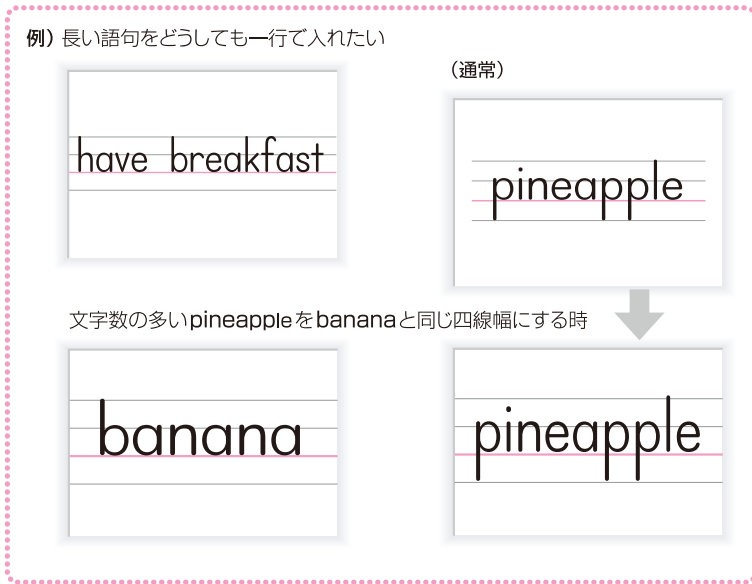 例）長い語句をどうしても一行で入れたい
have breakfast
（通常）
pineapple
文字数の多いpineappleをbananaと同じ四線幅にする時
banana
pineapple